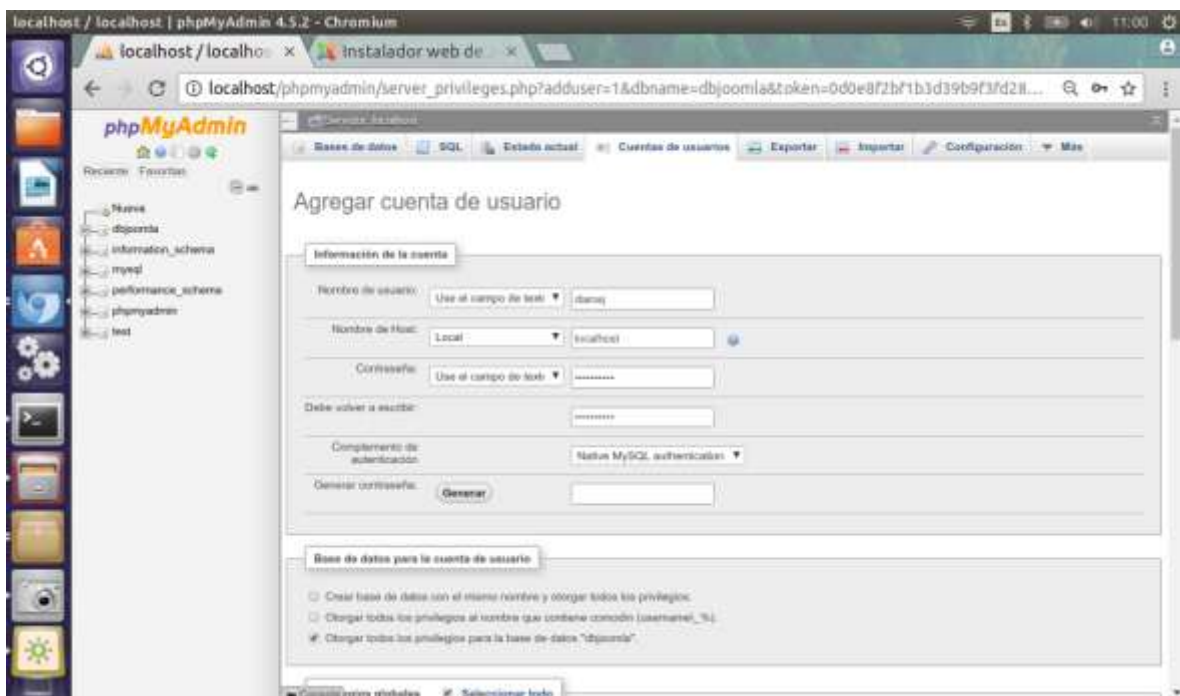 localhost / localhost | phpMyAdmin 4.5.2 - Chromium
Es
11:00
localhost / localho
Instalador web de
localhost/phpmyadmin/server_privileges.php?adduser=1&dbname=dbjoomla&token=0d0e8f2bf1b3d39b9f3fd28...
phpMyAdmin
Reciente Favoritas
Nueva
dbjoomla
information_schema
mysql
performance_schema
phpmyadmin
test
Servidor: localhost
Bases de datos
SQL
Estado actual
Cuentas de usuarios
Exportar
Importar
Configuración
Más
Agregar cuenta de usuario
Información de la cuenta
Nombre de usuario:
Use el campo de text
Nombre de Host:
Local
localhost
Contraseña:
Use el campo de text
Debe volver a escribir:
Complemento de
autenticación
Native MySQL authentication
Generar contraseña:
Generar
Base de datos para la cuenta de usuario
Crear base de datos con el mismo nombre y otorgar todos los privilegios.
Otorgar todos los privilegios al nombre que contiene comodín (username\_%).
Otorgar todos los privilegios para la base de datos "dbjoomla".
globales
Seleccionar todo